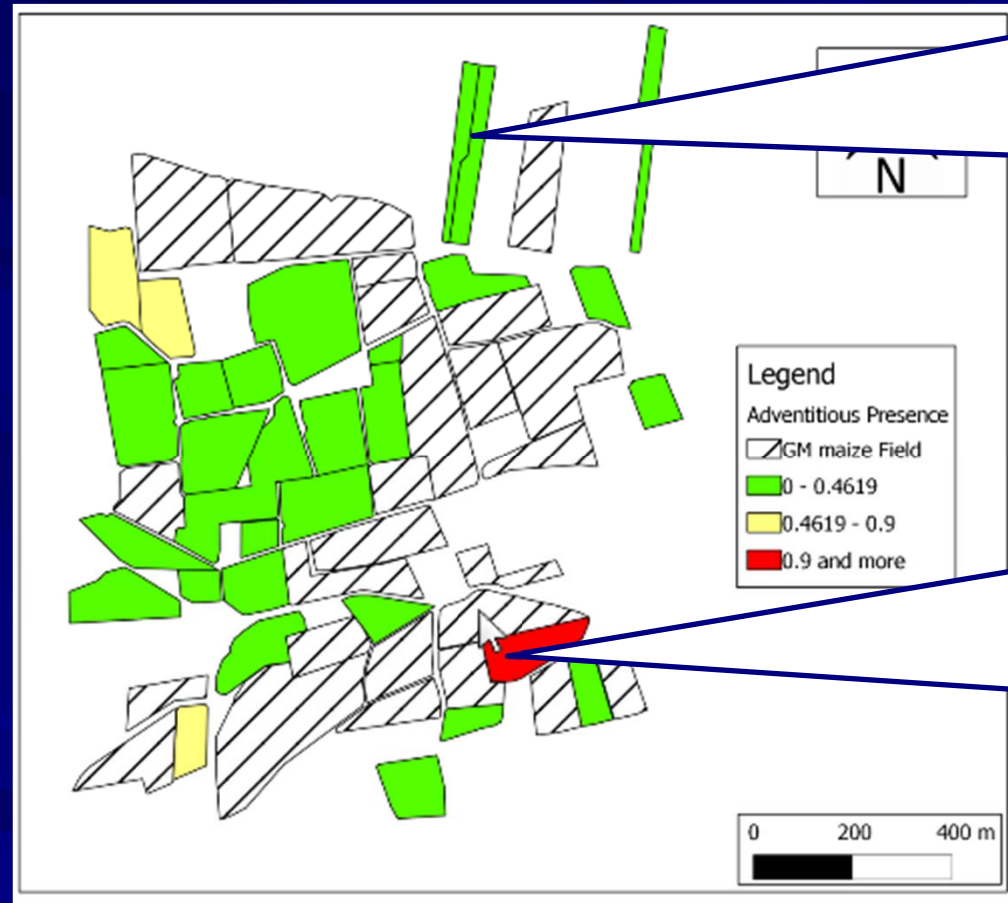 N
Legend
Adventitious Presence
GM maize Field
0 - 0.4619
0.4619 - 0.9
0.9 and more
0 200 400 m